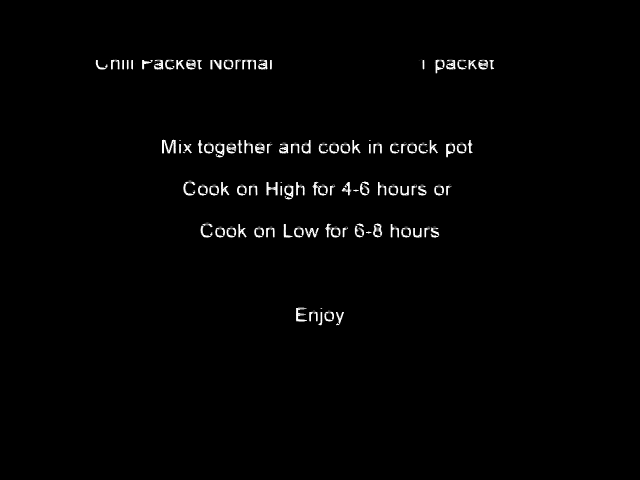 Chili Packet Normal 1 packet
Mix together and cook in crock pot
Cook on High for 4-6 hours or
Cook on Low for 6-8 hours
Enjoy